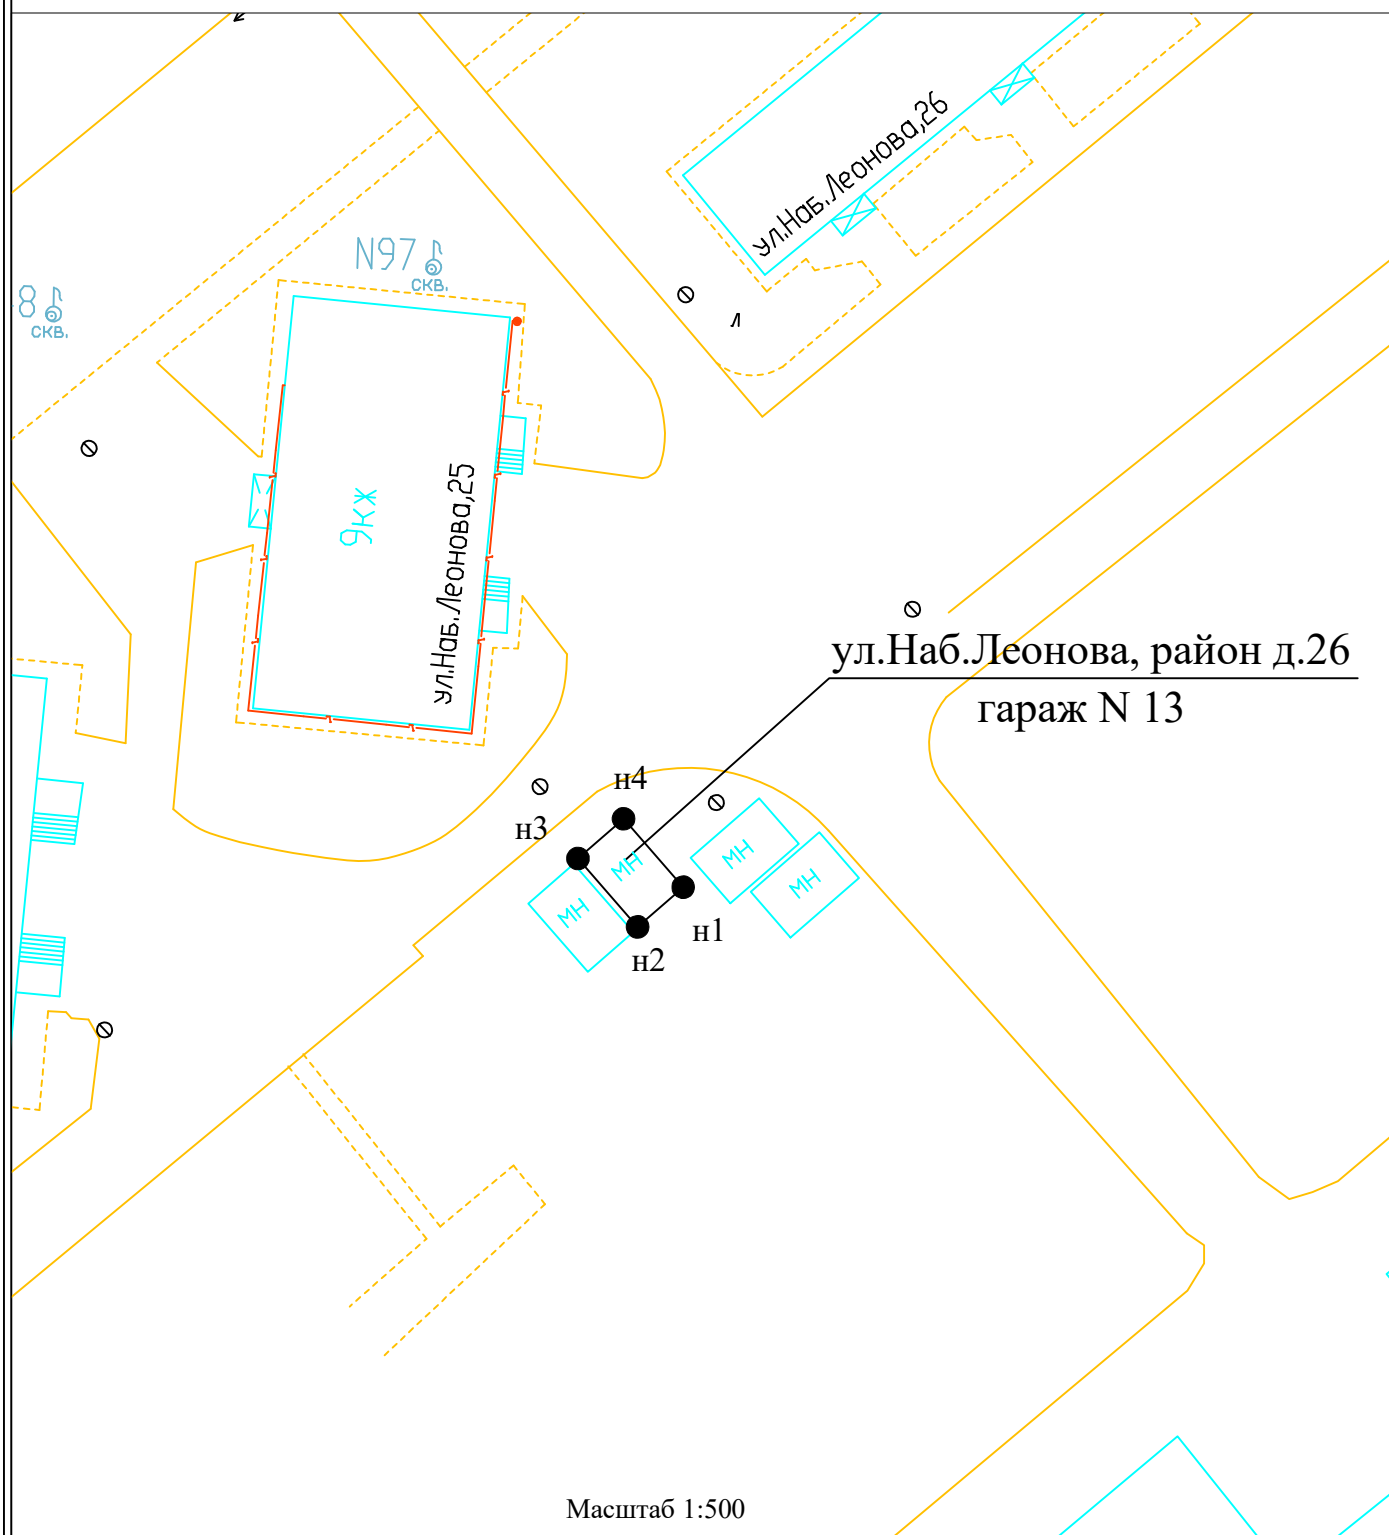 ул.Наб.Леонова,26
N97
скв.
8
скв.
л
9кж
ул.Наб.Леонова,25
ул.Наб.Леонова, район д.26
гараж N 13
н4
н3
мн
мн
мн
мн
н1
н2
Масштаб 1:500